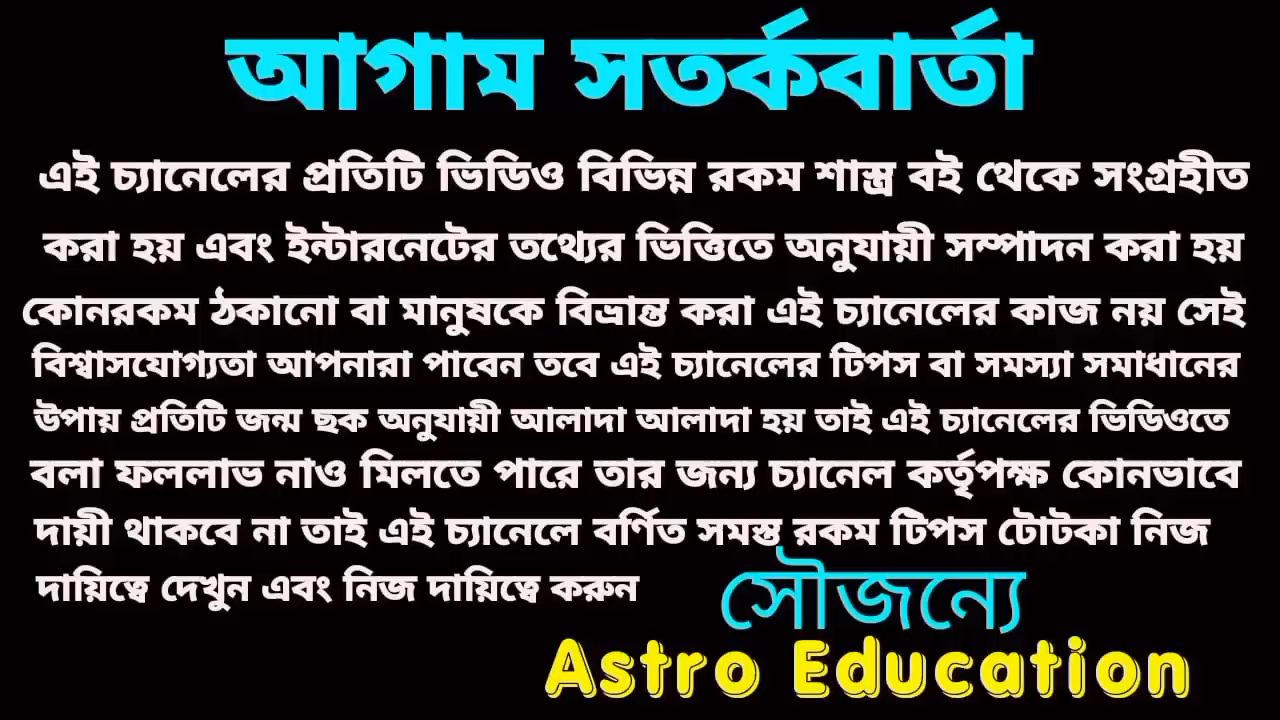 আগাম সতর্কবার্তা
এই চ্যানেলের প্রতিটি ভিডিও বিভিন্ন রকম শাস্ত্র বই থেকে সংগ্রহীত
করা হয় এবং ইন্টারনেটের তথ্যের ভিত্তিতে অনুযায়ী সম্পাদন করা হয়
কোনরকম ঠকানো বা মানুষকে বিভ্রান্ত করা এই চ্যানেলের কাজ নয় সেই
বিশ্বাসযোগ্যতা আপনারা পাবেন তবে এই চ্যানেলের টিপস বা সমস্যা সমাধানের
উপায় প্রতিটি জন্ম ছক অনুযায়ী আলাদা আলাদা হয় তাই এই চ্যানেলের ভিডিওতে
বলা ফললাভ নাও মিলতে পারে তার জন্য চ্যানেল কর্তৃপক্ষ কোনভাবে
দায়ী থাকবে না তাই এই চ্যানেলে বর্ণিত সমস্ত রকম টিপস টোটকা নিজ
দায়িত্বে দেখুন এবং নিজ দায়িত্বে করুন
সৌজন্যে
Astro Education